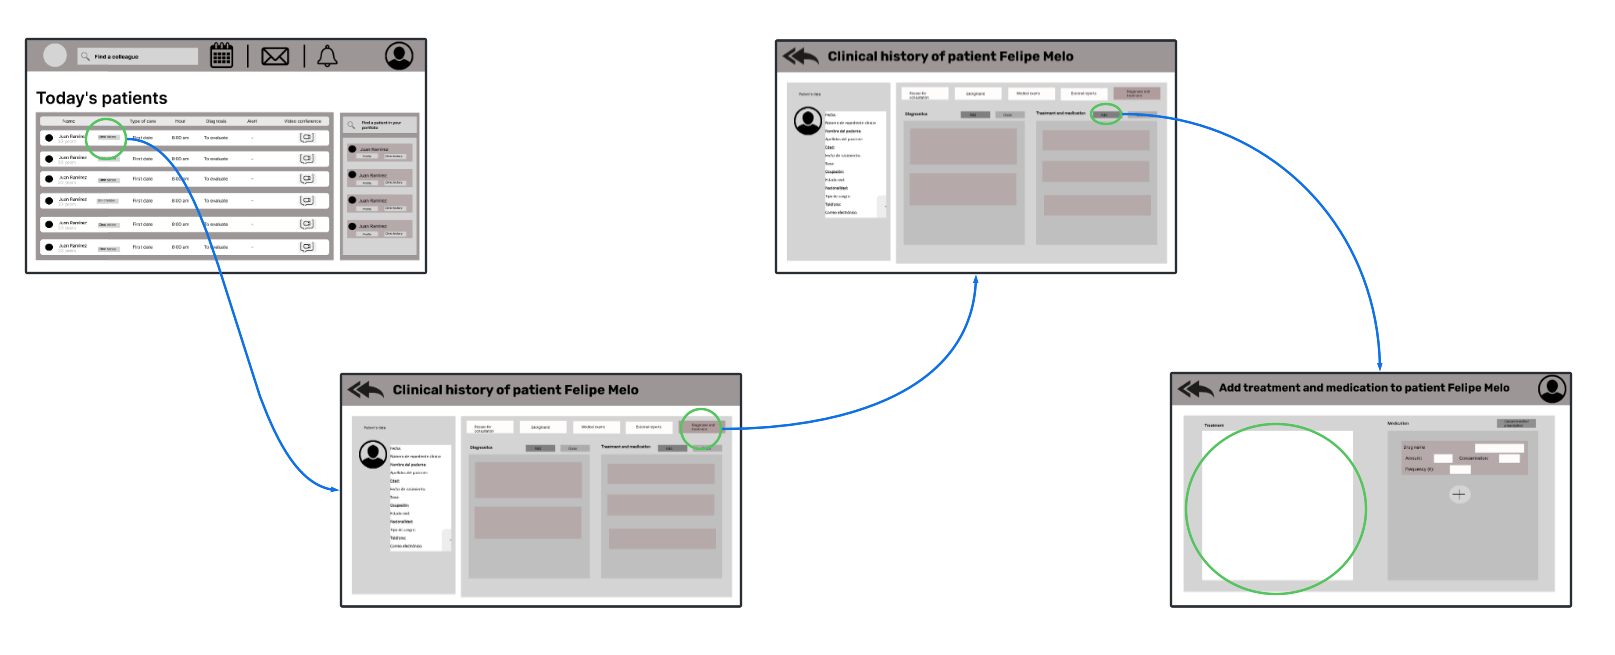 Find a colleague
Today's patients
Name Type of care Hour Diag tools Alert Video conference
Juan Ramírez First date 8:00 am To evaluate -
Juan Ramírez First date 8:00 am To evaluate -
Juan Ramírez First date 8:00 am To evaluate -
Juan Ramírez First date 8:00 am To evaluate -
Juan Ramírez First date 8:00 am To evaluate -
Juan Ramírez First date 8:00 am To evaluate -
Find a patient in your
portfolio
Juan Ramírez
Juan Ramírez
Juan Ramírez
Juan Ramírez
Clinical history of patient Felipe Melo
Patient's data
Reason for
consultation
Background
Medical exams
External reports
Diagnoses and
treatment
Diagnostics Add
Treatment and medication Add
Fecha:
Número de expediente clínico
Nombre del paciente
Apellidos del paciente:
Edad:
Fecha de nacimiento:
Sexo:
Ocupación:
Estado civil
Nacionalidad
Tipo de sangre:
Teléfono:
Correo electrónico:
Clinical history of patient Felipe Melo
Patient's data
Reason for
consultation
Background
Medical exams
External reports
Diagnoses and
treatment
Diagnostics Add
Treatment and medication Add
Fecha:
Número de expediente clínico
Nombre del paciente
Apellidos del paciente:
Edad:
Fecha de nacimiento:
Sexo:
Ocupación:
Estado civil
Nacionalidad
Tipo de sangre:
Teléfono:
Correo electrónico:
Add treatment and medication to patient Felipe Melo
Treatment
Medication
Drug name
Amount: Concentration:
Frequency (h):